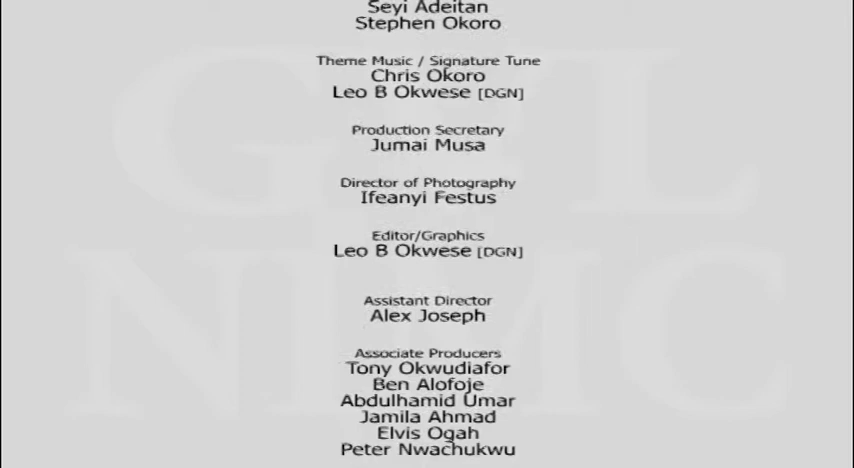 Seyi Adeitan
Stephen Okoro
Theme Music / Signature Tune
Chris Okoro
Leo B Okwese [DGN]
Production Secretary
Jumai Musa
Director of Photography
Ifeanyi Festus
Editor/Graphics
Leo B Okwese [DGN]
Assistant Director
Alex Joseph
Associate Producers
Tony Okwudiafor
Ben Alofoje
Abdulhamid Umar
Jamila Ahmad
Elvis Ogah
Peter Nwachukwu
NIMC